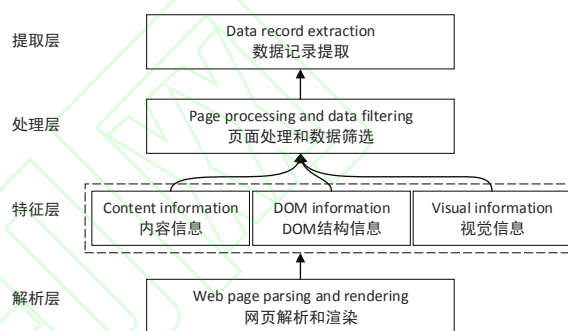 提取层
Data record extraction
数据记录提取
处理层
Page processing and data filtering
页面处理和数据筛选
特征层
Content information
内容信息
DOM information
DOM结构信息
Visual information
视觉信息
解析层
Web page parsing and rendering
网页解析和渲染